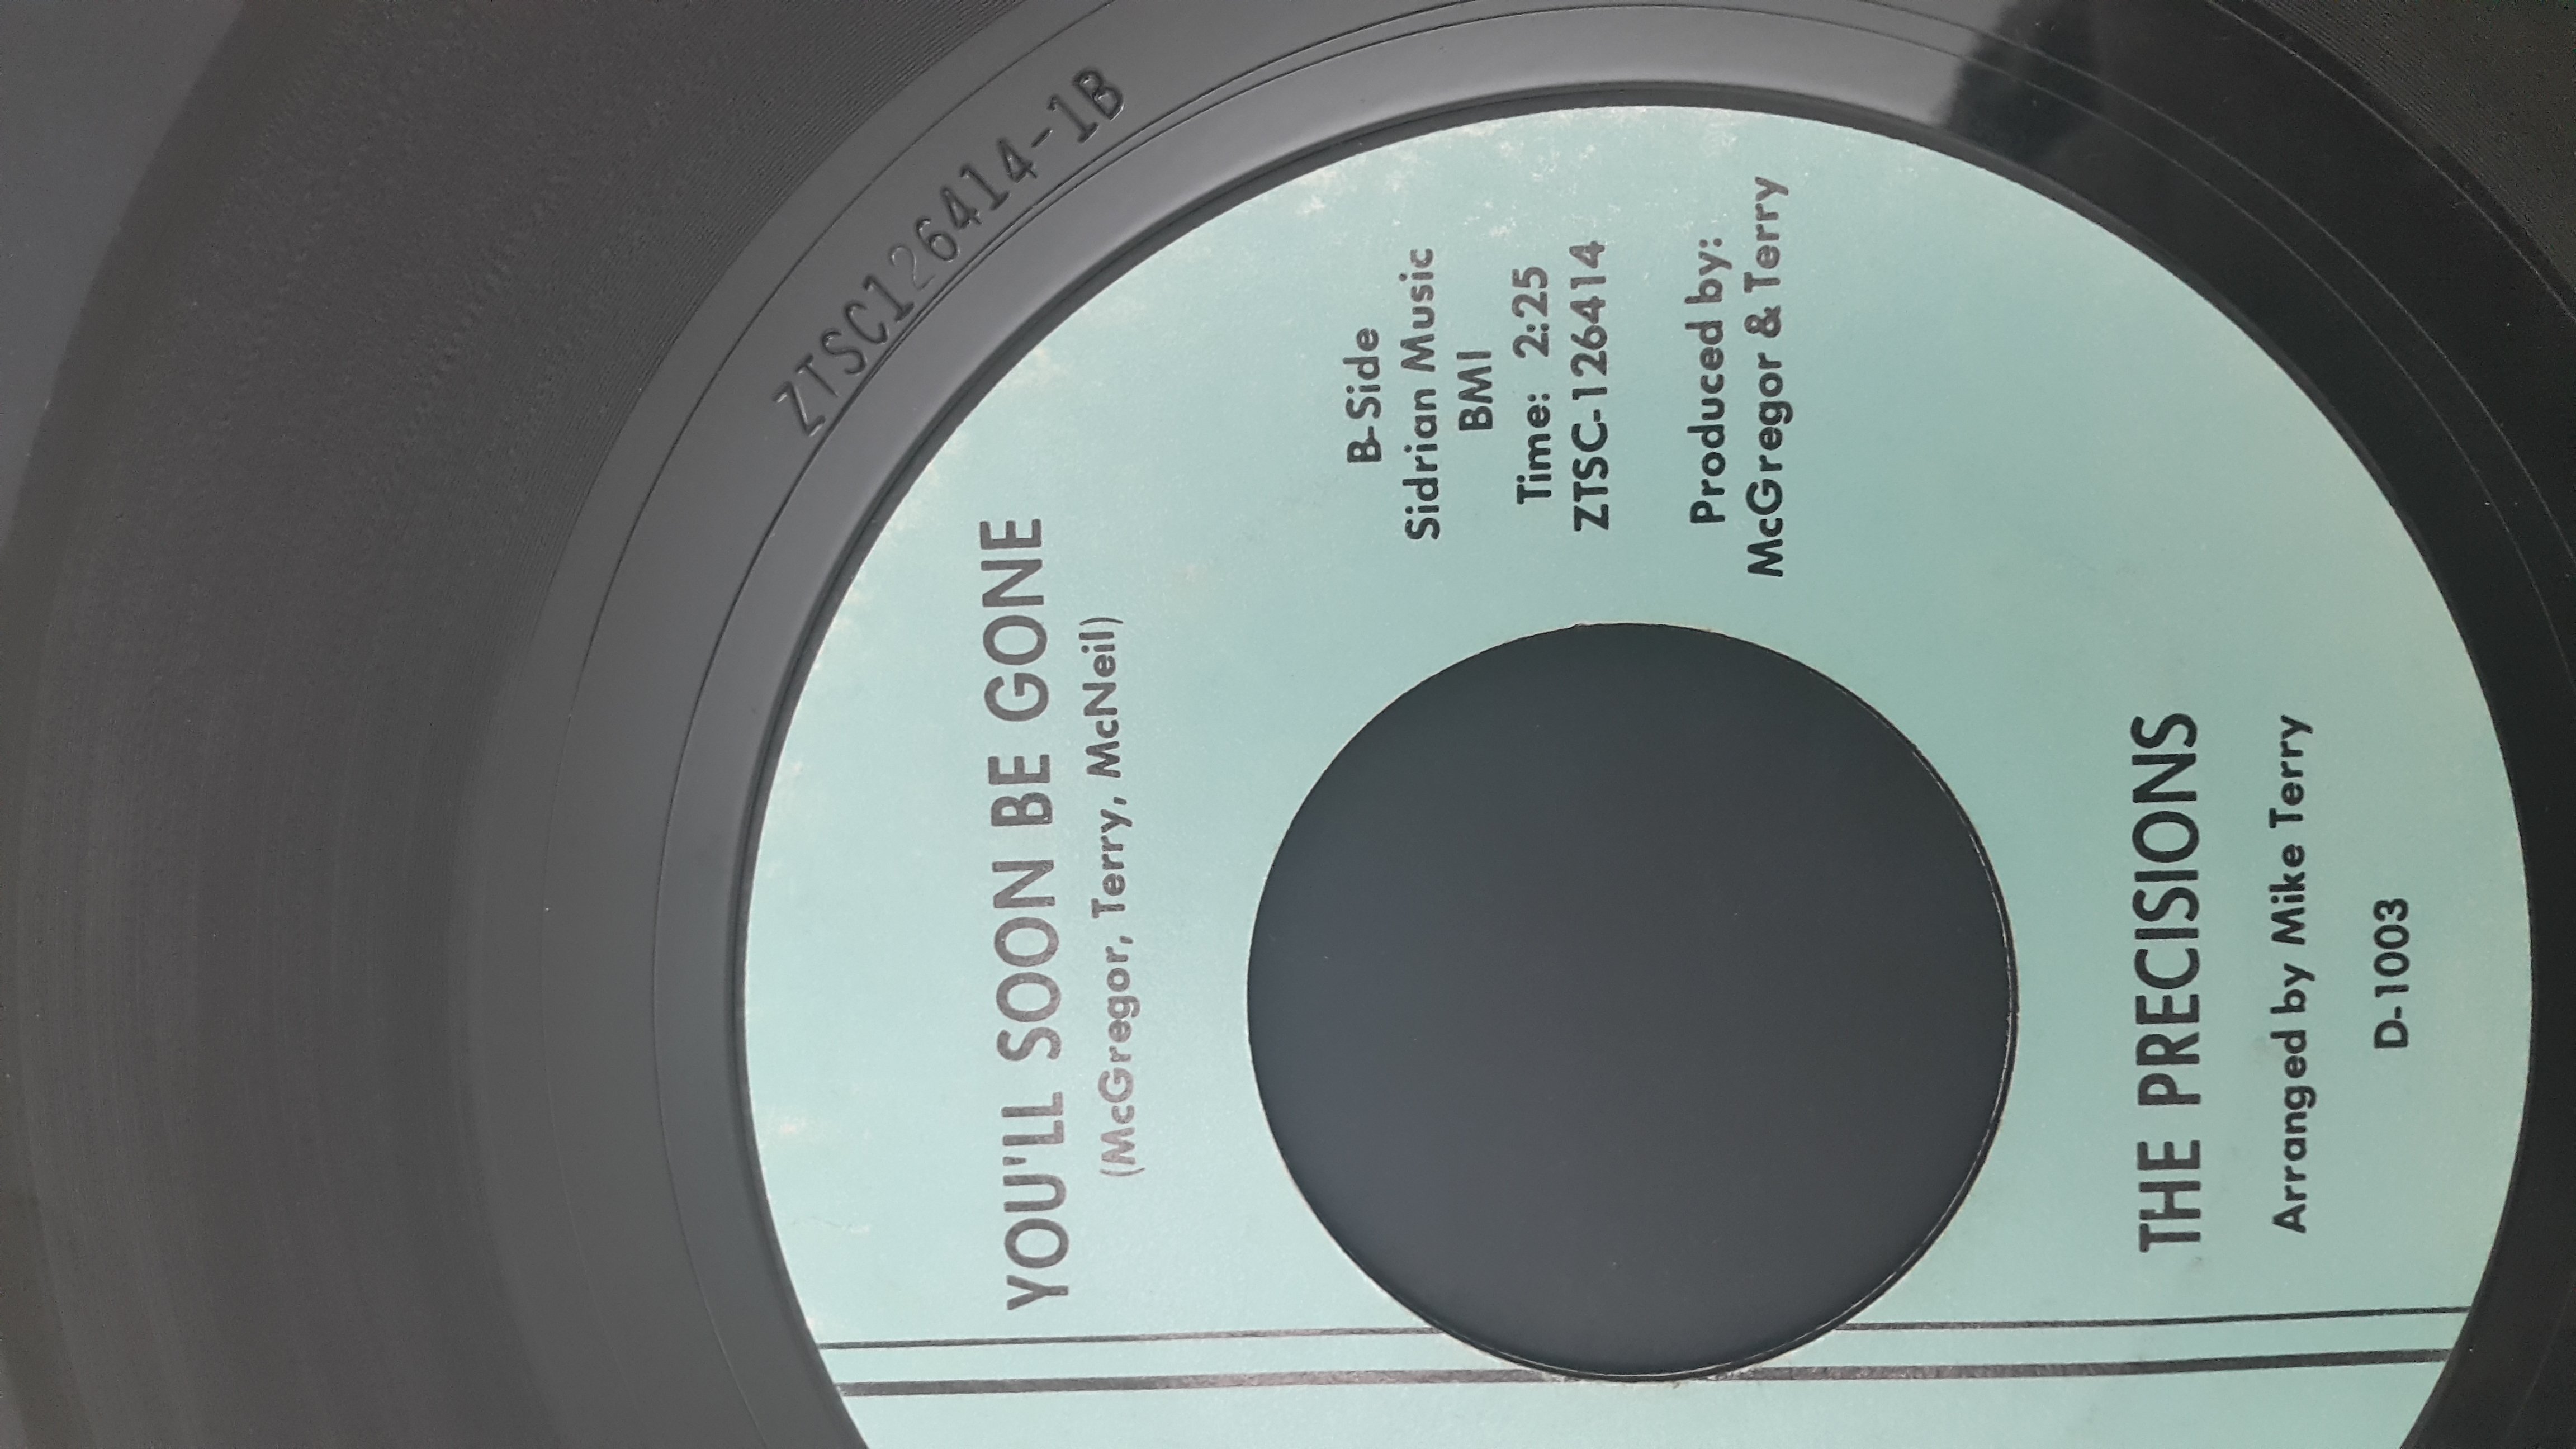 ZTSC126414-1B
YOU'LL SOON BE GONE
(McGregor, Terry, McNeil)
B-Side
Sidrian Music
BMI
Time: 2:25
ZTSC-126414
Produced by:
McGregor & Terry
THE PRECISIONS
Arranged by Mike Terry
D-1003